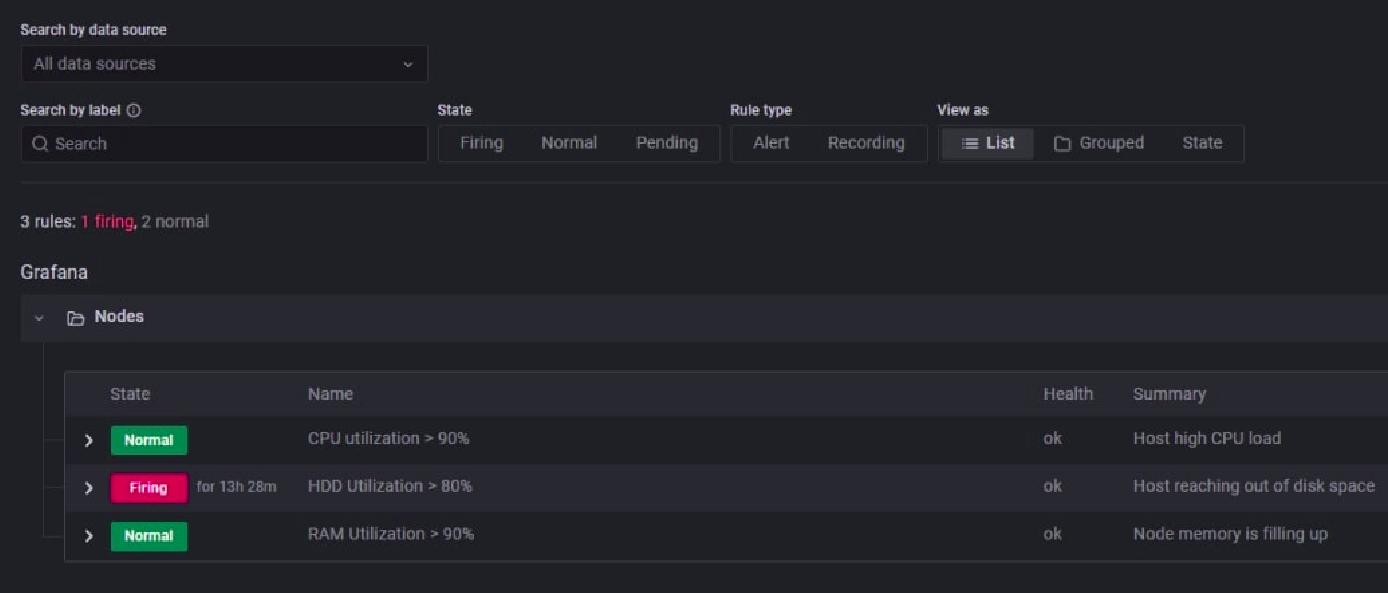 Search by data source
All data sources
Search by label State Rule type View as
Search Firing Normal Pending Alert Recording List Grouped State
3 rules: 1 firing, 2 normal
Grafana
Nodes
State Name Health Summary
Normal CPU utilization > 90% ok Host high CPU load
Firing for 13h 28m HDD Utilization > 80% ok Host reaching out of disk space
Normal RAM Utilization > 90% ok Node memory is filling up